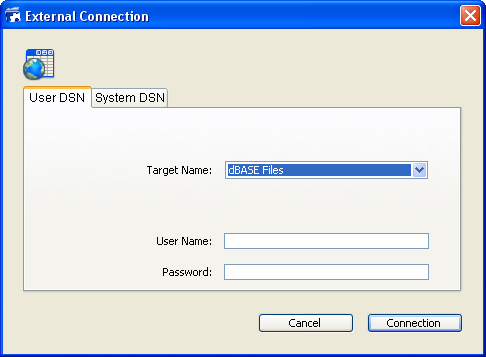 External Connection
User DSN
System DSN
Target Name:
dBASE Files
User Name:
Password:
Cancel
Connection